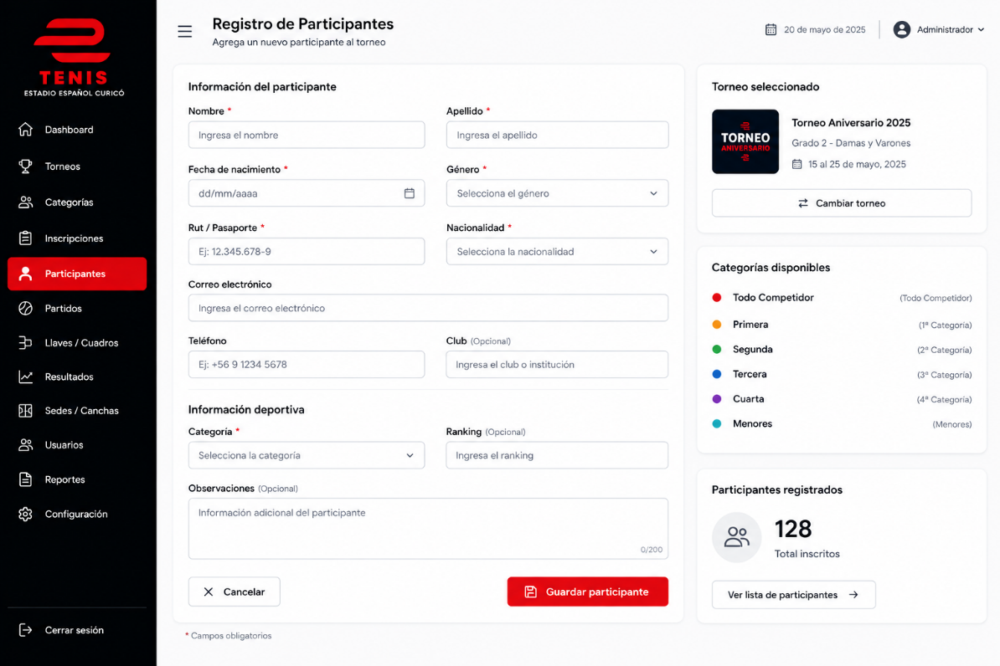 TENIS
ESTADIO ESPAÑOL CURICÓ
Dashboard
Torneos
Categorías
Inscripciones
Participantes
Partidos
Llaves / Cuadros
Resultados
Sedes / Canchas
Usuarios
Reportes
Configuración
Cerrar sesión
Registro de Participantes
Agrega un nuevo participante al torneo
20 de mayo de 2025
Administrador
Información del participante
Nombre *
Apellido *
Ingresa el nombre
Ingresa el apellido
Fecha de nacimiento *
Género *
dd/mm/aaaa
Selecciona el género
Rut / Pasaporte *
Nacionalidad *
Ej: 12.345.678-9
Selecciona la nacionalidad
Correo electrónico
Ingresa el correo electrónico
Teléfono
Club (Opcional)
Ej: +56 9 1234 5678
Ingresa el club o institución
Información deportiva
Categoría *
Ranking (Opcional)
Selecciona la categoría
Ingresa el ranking
Observaciones (Opcional)
Información adicional del participante
0/200
Cancelar
Guardar participante
* Campos obligatorios
Torneo seleccionado
TORNEO
ANIVERSARIO
Torneo Aniversario 2025
Grado 2 - Damas y Varones
15 al 25 de mayo, 2025
Cambiar torneo
Categorías disponibles
Todo Competidor (Todo Competidor)
Primera (1ª Categoría)
Segunda (2ª Categoría)
Tercera (3ª Categoría)
Cuarta (4ª Categoría)
Menores (Menores)
Participantes registrados
128
Total inscritos
Ver lista de participantes